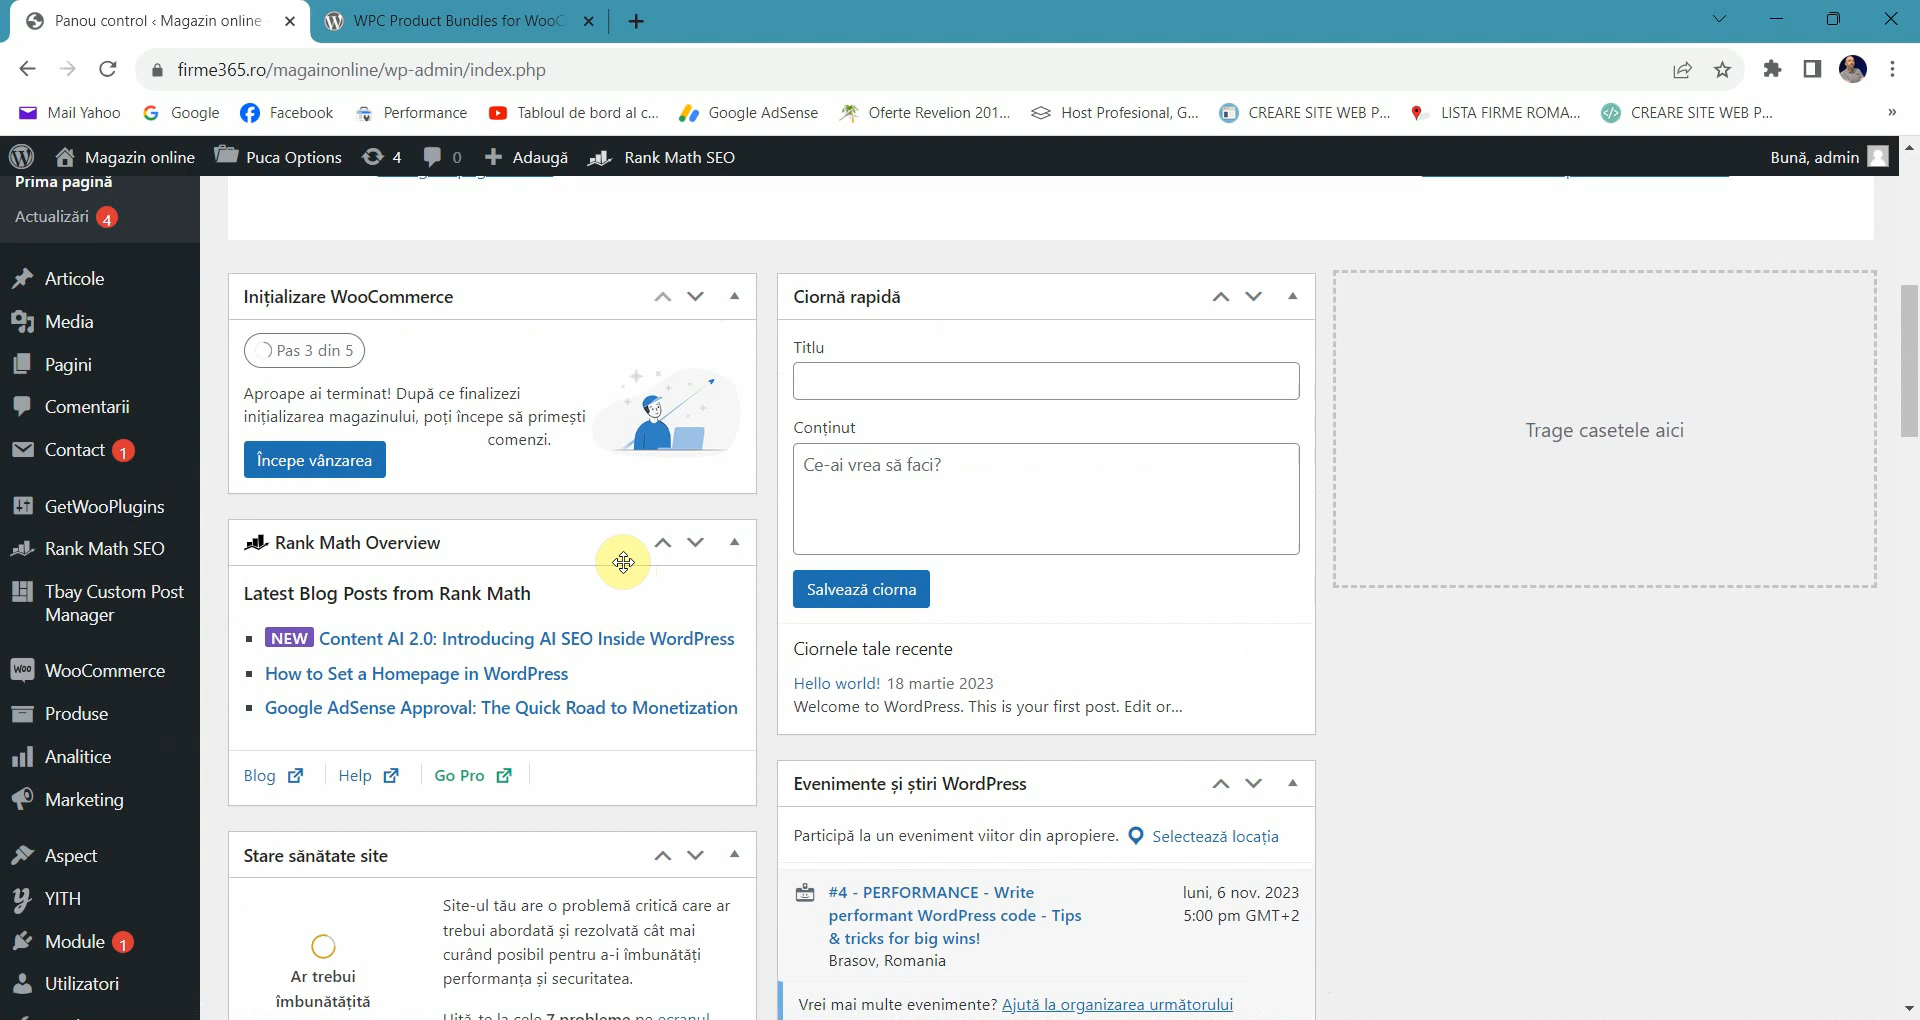 Panou control ‹ Magazin online
WPC Product Bundles for WooC
firme365.ro/magainonline/wp-admin/index.php
Mail Yahoo
Google
Facebook
Performance
Tabloul de bord al c...
Google AdSense
Oferte Revelion 201...
Host Profesional, G...
CREARE SITE WEB P...
LISTA FIRME ROMA...
CREARE SITE WEB P...
»
Magazin online
Puca Options
4
0
Adaugă
Rank Math SEO
Bună, admin
Prima pagină
Actualizări 4
Articole
Media
Pagini
Comentarii
Contact 1
GetWooPlugins
Rank Math SEO
Tbay Custom Post
Manager
WooCommerce
Produse
Analitice
Marketing
Aspect
YITH
Module 1
Utilizatori
Inițializare WooCommerce
Pas 3 din 5
Aproape ai terminat! După ce finalizezi
inițializarea magazinului, poți începe să primești
comenzi.
Începe vânzarea
Rank Math Overview
Latest Blog Posts from Rank Math
NEW Content AI 2.0: Introducing AI SEO Inside WordPress
How to Set a Homepage in WordPress
Google AdSense Approval: The Quick Road to Monetization
Blog
Help
Go Pro
Stare sănătate site
Ar trebui
îmbunătățită
Site-ul tău are o problemă critică care ar
trebui abordată și rezolvată cât mai
curând posibil pentru a-i îmbunătăți
performanța și securitatea.
Uită-te la cele 7 probleme pe ecranul
Ciornă rapidă
Titlu
Conținut
Ce-ai vrea să faci?
Salvează ciorna
Ciornele tale recente
Hello world! 18 martie 2023
Welcome to WordPress. This is your first post. Edit or...
Evenimente și știri WordPress
Participă la un eveniment viitor din apropiere. Selectează locația
#4 - PERFORMANCE - Write
performant WordPress code - Tips
& tricks for big wins!
Brasov, Romania
luni, 6 nov. 2023
5:00 pm GMT+2
Vrei mai multe evenimente? Ajută la organizarea următorului
Trage casetele aici